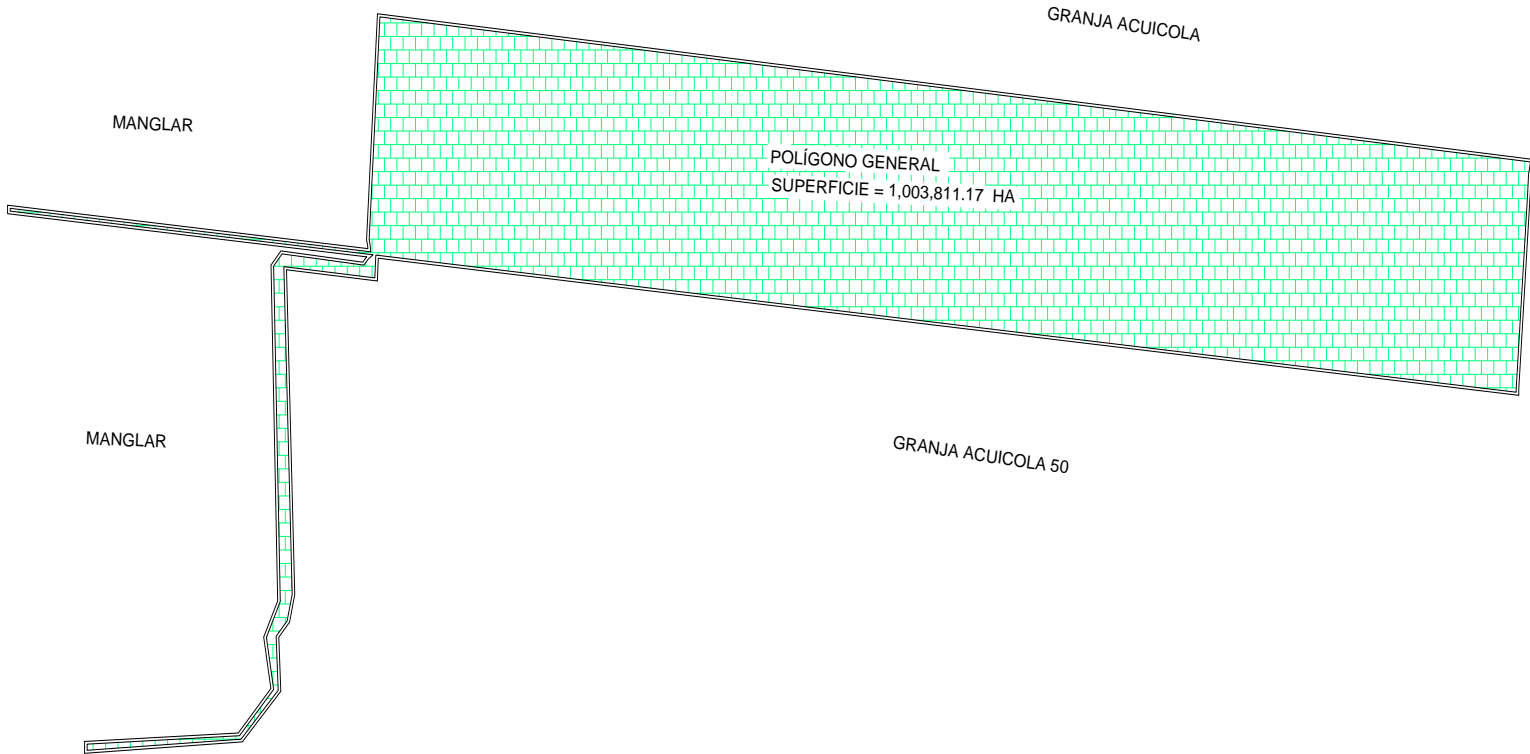 GRANJA ACUICOLA
MANGLAR
POLÍGONO GENERAL
SUPERFICIE = 1,003,811.17 HA
MANGLAR
GRANJA ACUICOLA 50